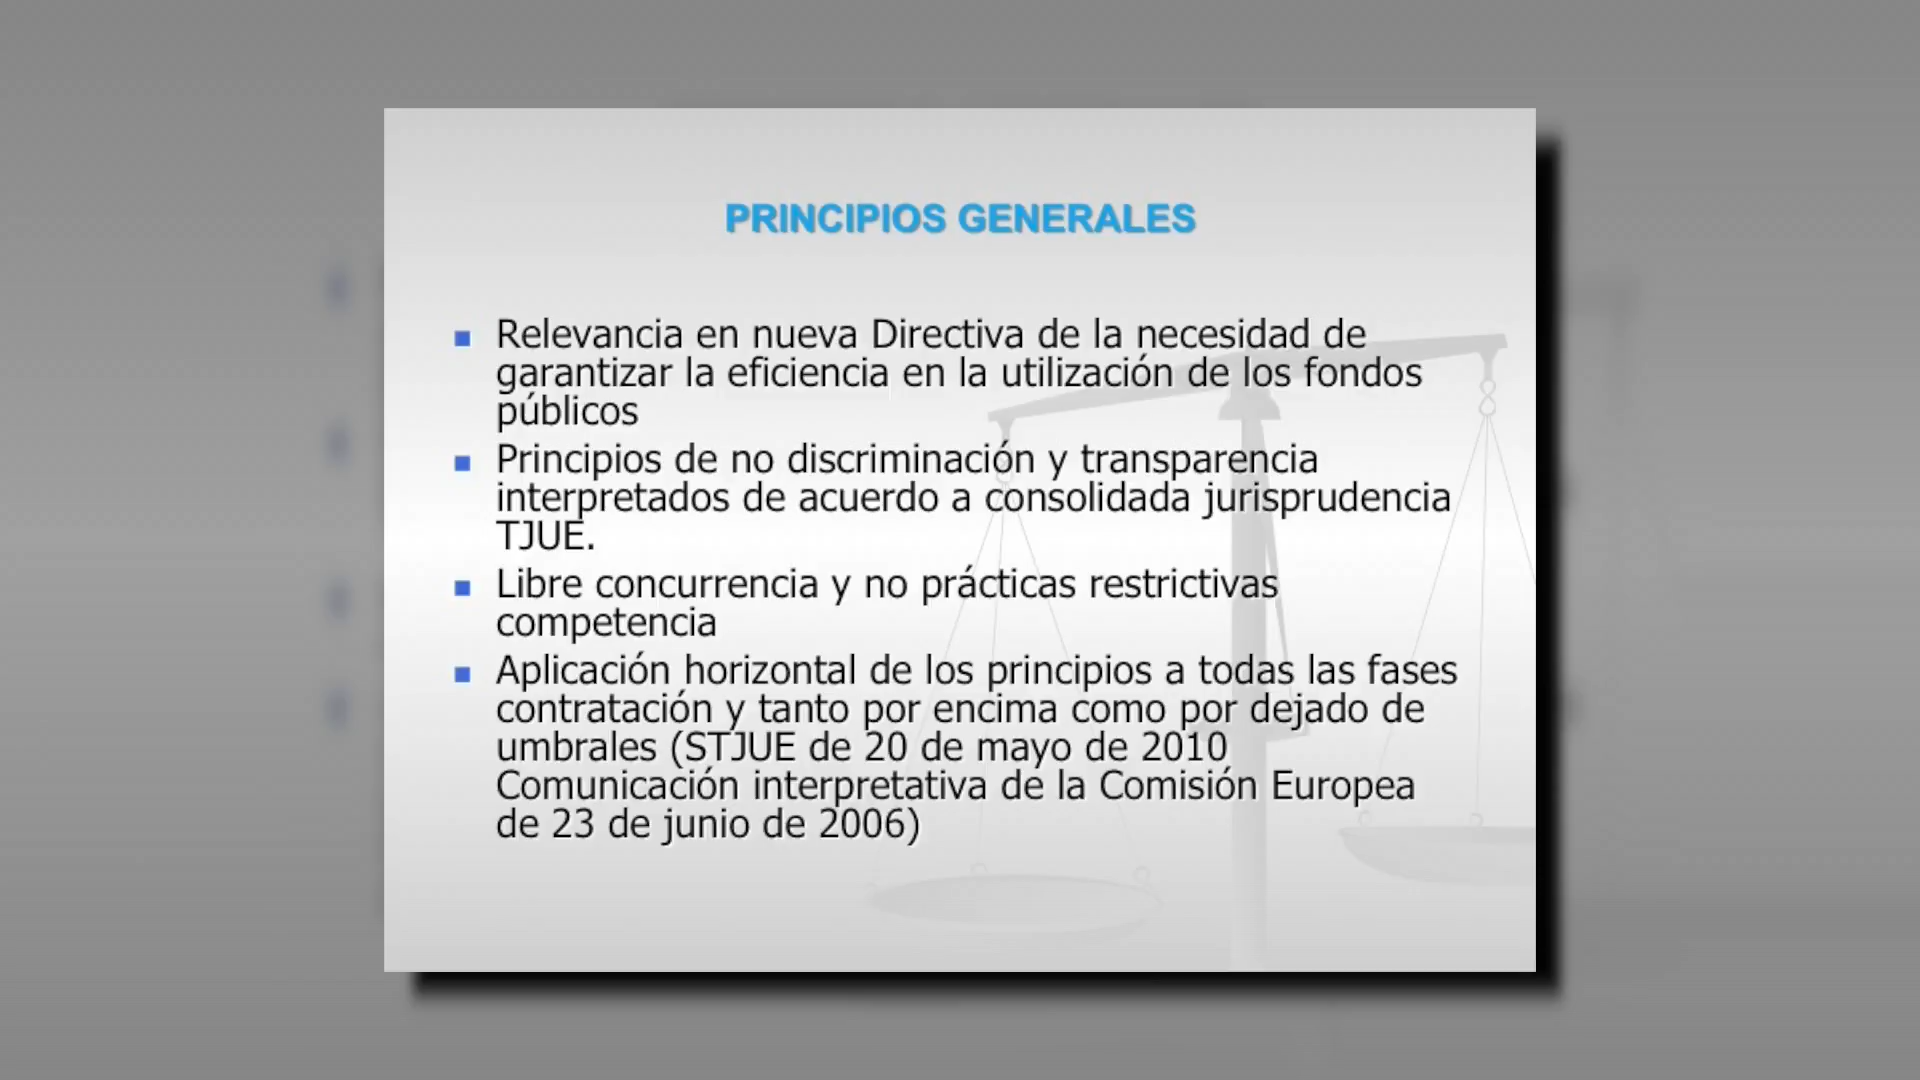 PRINCIPIOS GENERALES
Relevancia en nueva Directiva de la necesidad de
garantizar la eficiencia en la utilización de los fondos
públicos
Principios de no discriminación y transparencia
interpretados de acuerdo a consolidada jurisprudencia
TJUE.
Libre concurrencia y no prácticas restrictivas
competencia
Aplicación horizontal de los principios a todas las fases
contratación y tanto por encima como por dejado de
umbrales (STJUE de 20 de mayo de 2010
Comunicación interpretativa de la Comisión Europea
de 23 de junio de 2006)